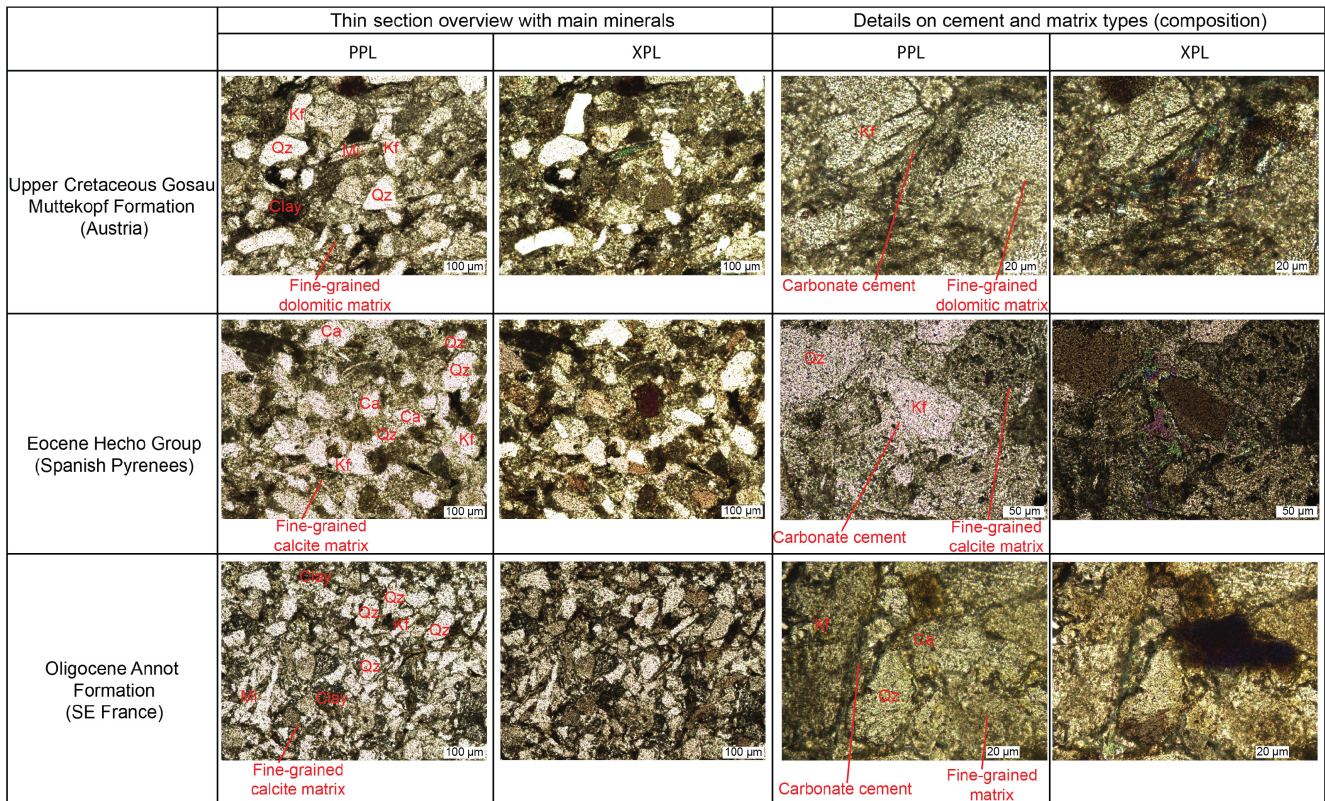 Thin section overview with main minerals
Details on cement and matrix types (composition)
PPL
XPL
PPL
XPL
Upper Cretaceous Gosau
Muttekopf Formation
(Austria)
Kf
Qz
Mi
Kf
Qz
Clay
100 µm
Fine-grained
dolomitic matrix
100 µm
Kf
20 µm
Carbonate cement
Fine-grained
dolomitic matrix
20 µm
Eocene Hecho Group
(Spanish Pyrenees)
Ca
Qz
Qz
Ca
Ca
Qz
Kf
Kf
100 µm
Fine-grained
calcite matrix
100 µm
Qz
Kf
50 µm
Carbonate cement
Fine-grained
calcite matrix
50 µm
Oligocene Annot
Formation
(SE France)
Clay
Qz
Qz
Kf
Qz
Qz
Mi
Clay
100 µm
Fine-grained
calcite matrix
100 µm
Kf
Ca
Qz
20 µm
Carbonate cement
Fine-grained
matrix
20 µm